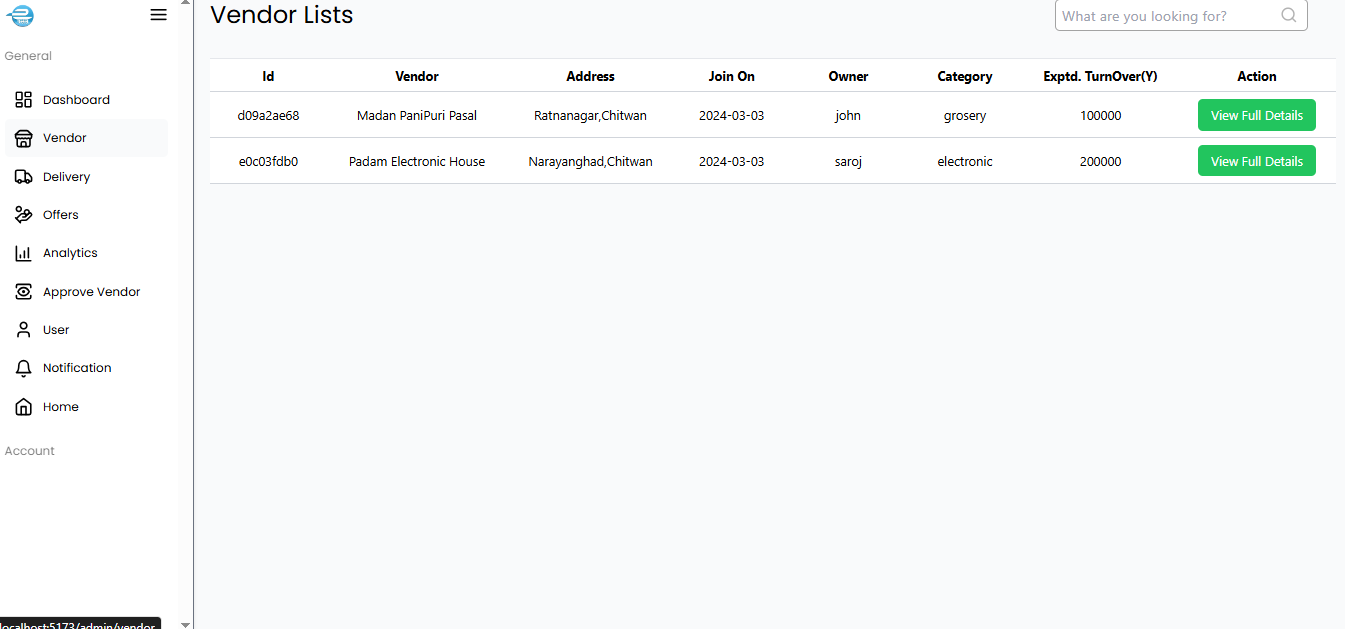 Vendor Lists
What are you looking for?
General
Dashboard
Vendor
Delivery
Offers
Analytics
Approve Vendor
User
Notification
Home
Account
Id Vendor Address Join On Owner Category Exptd. TurnOver(Y) Action
d09a2ae68 Madan PaniPuri Pasal Ratnanagar,Chitwan 2024-03-03 john grosery 100000 View Full Details
e0c03fdb0 Padam Electronic House Narayanghad,Chitwan 2024-03-03 saroj electronic 200000 View Full Details
localhost:5173/admin/vendor